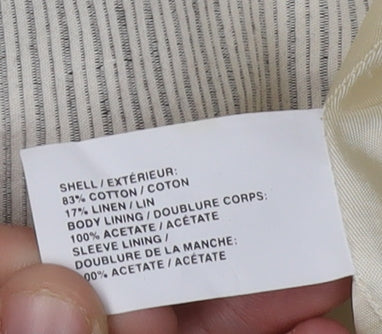 SHELL / EXTÉRIEUR:
83% COTTON / COTON
17% LINEN / LIN
BODY LINING / DOUBLURE CORPS:
100% ACETATE / ACÉTATE
SLEEVE LINING /
DOUBLURE DE LA MANCHE:
00% ACETATE / ACÉTATE